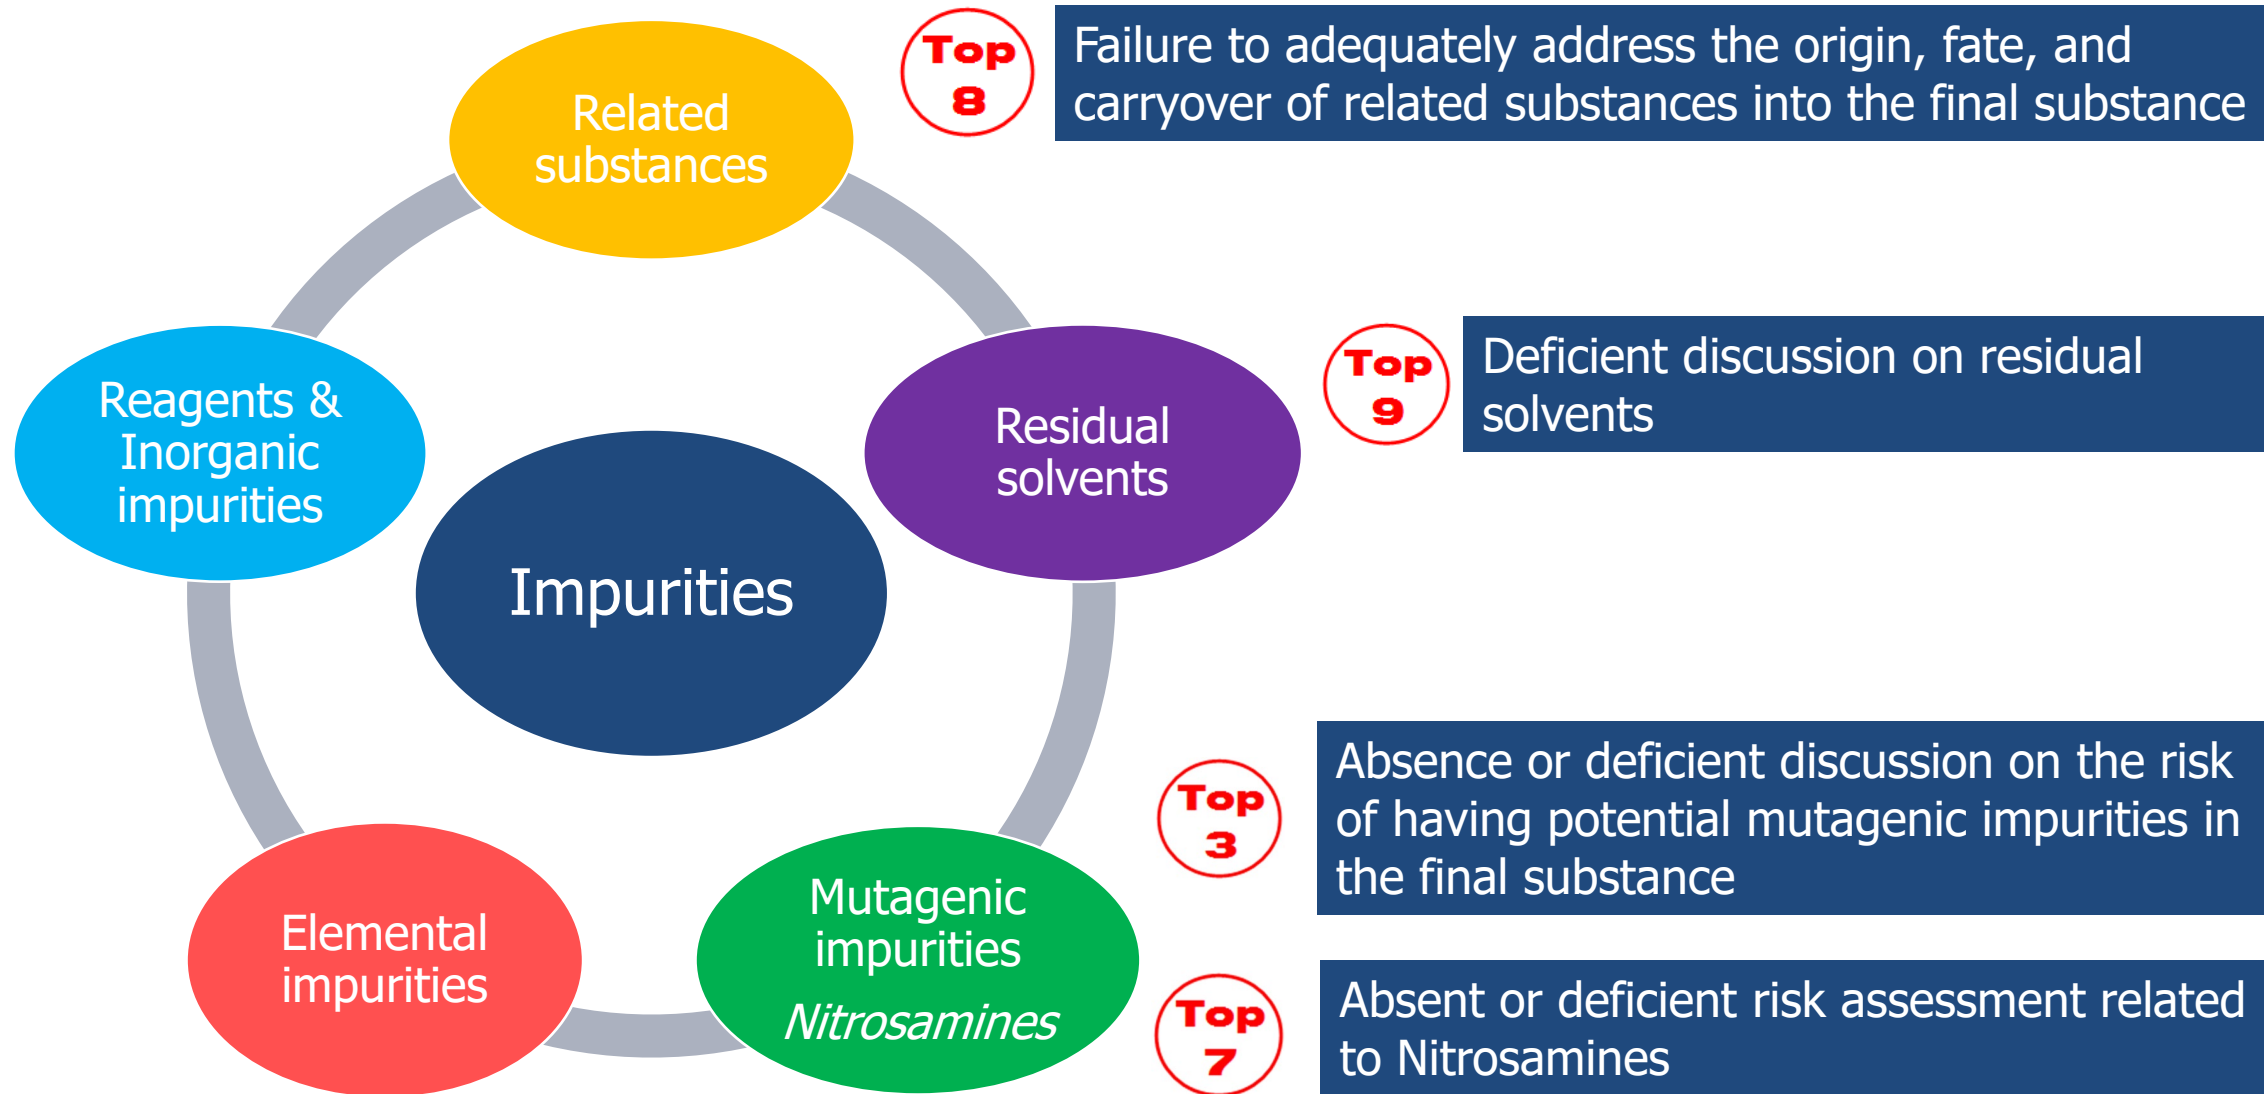 Related
substances
Top
8
Failure to adequately address the origin, fate, and
carryover of related substances into the final substance
Reagents &
Inorganic
impurities
Residual
solvents
Top
9
Deficient discussion on residual
solvents
Impurities
Top
3
Absence or deficient discussion on the risk
of having potential mutagenic impurities in
the final substance
Elemental
impurities
Mutagenic
impurities
Nitrosamines
Top
7
Absent or deficient risk assessment related
to Nitrosamines